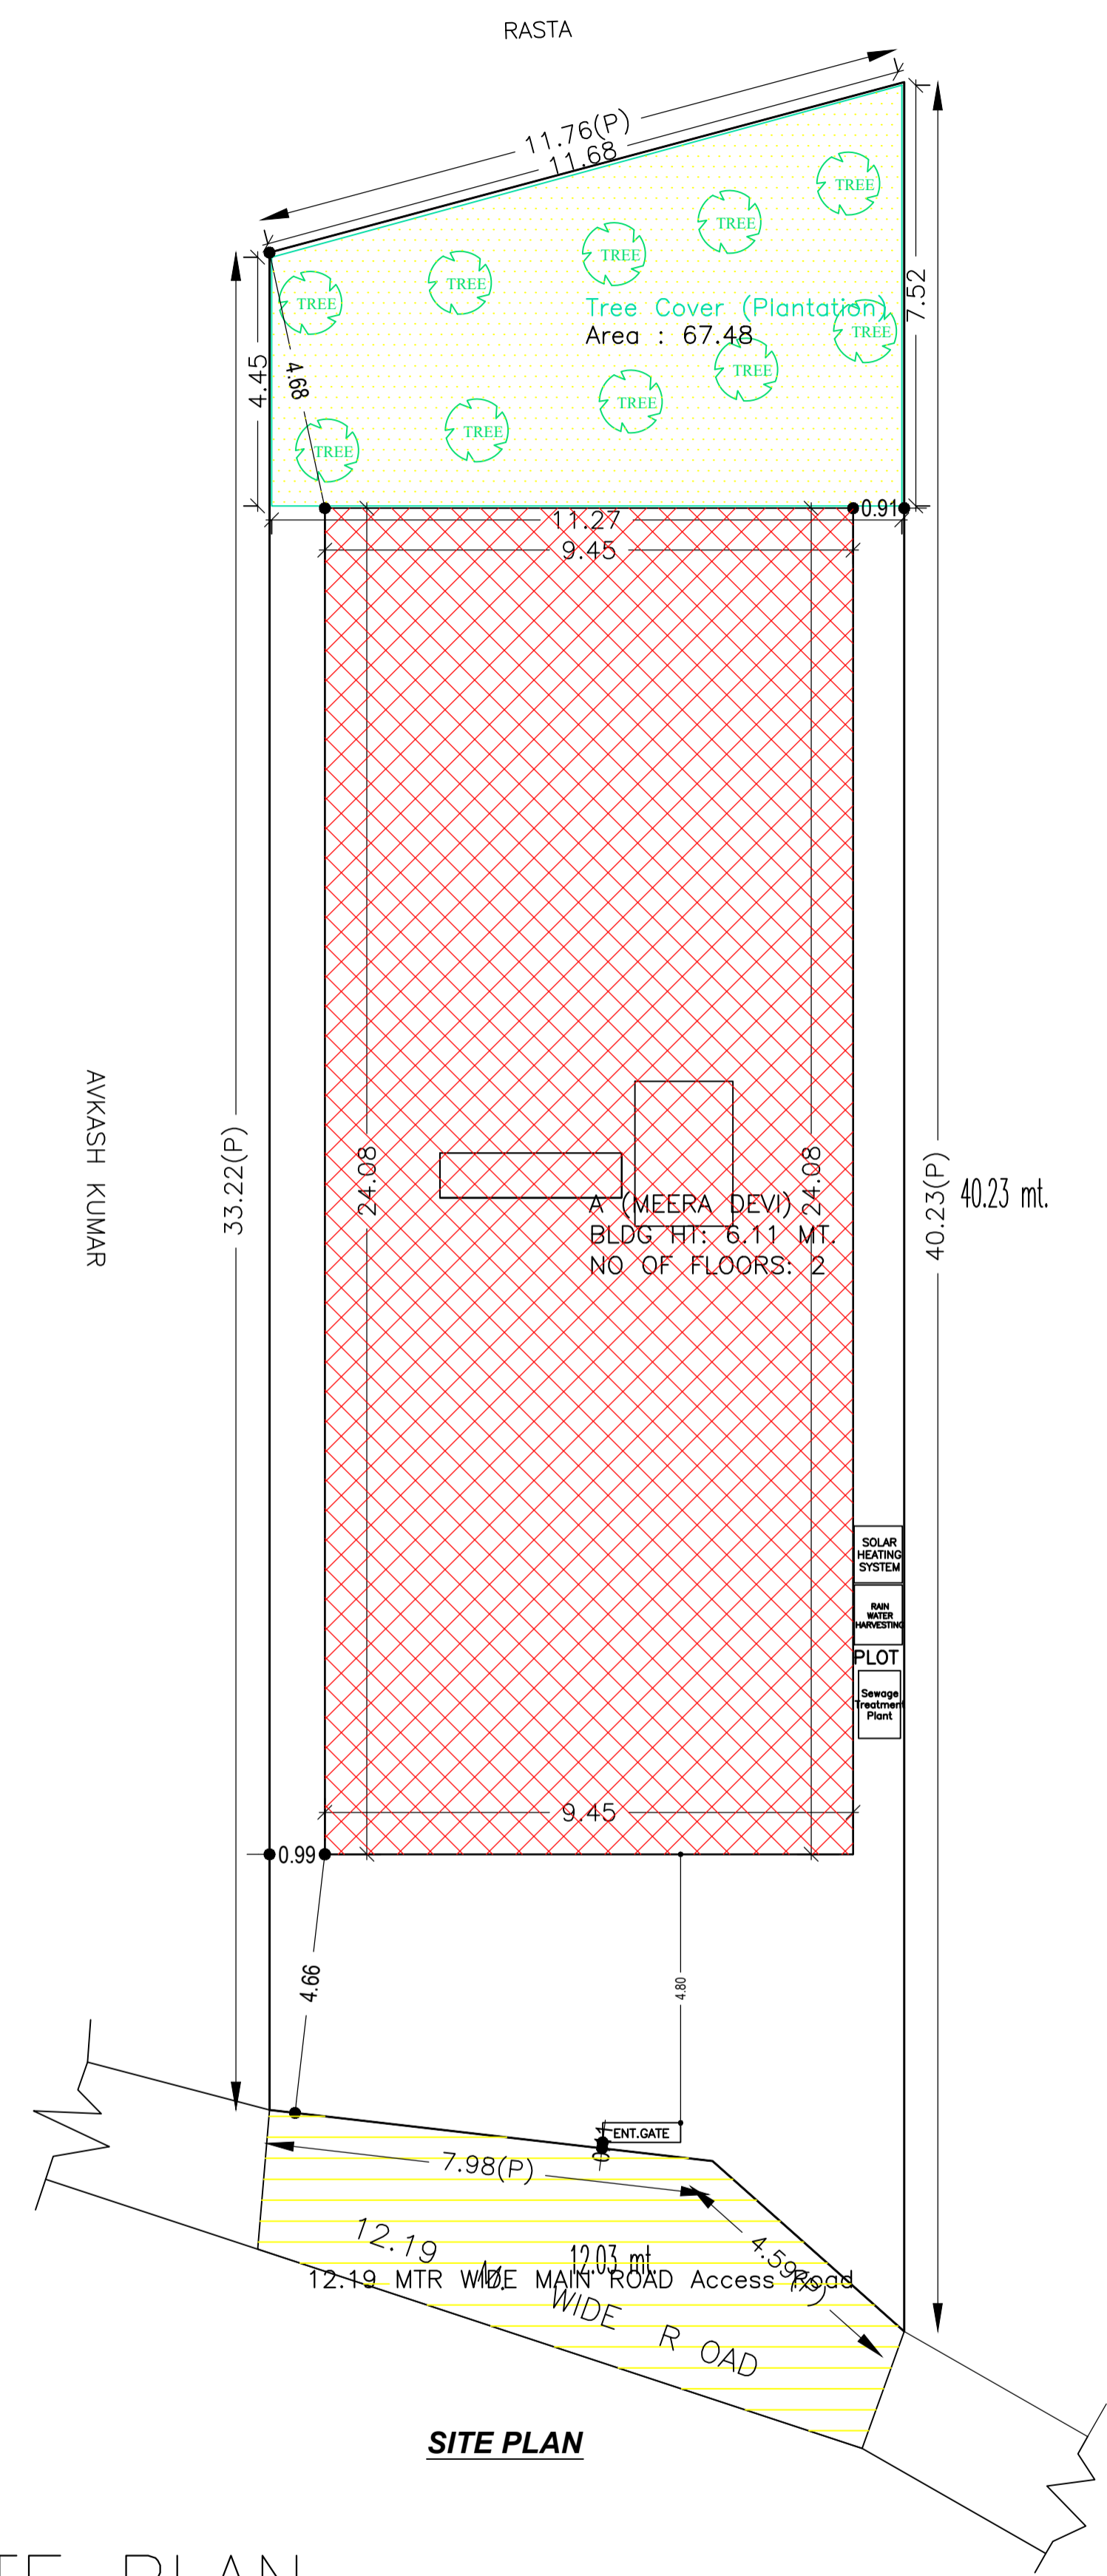 RASTA
11.76(P)
11.68
TREE
TREE
TREE
TREE
TREE
Tree Cover (Plantation)
Area : 67.48
TREE
TREE
TREE
TREE
TREE
7.52
4.45
4.68
0.91
11.27
9.45
AVKASH KUMAR
33.22(P)
24.08
24.08
40.23(P)
40.23 mt.
A (MEERA DEVI)
BLDG HT: 6.11 MT.
NO OF FLOORS: 2
SOLAR
HEATING
SYSTEM
RAIN
WATER
HARVESTING
PLOT
Sewage
Treatment
Plant
9.45
0.99
4.66
4.80
ENT.GATE
7.98(P)
4.59(P)
12.19 M. WIDE R OAD
12.03 mt.
12.19 MTR WIDE MAIN ROAD Access Road
SITE PLAN
PLAN